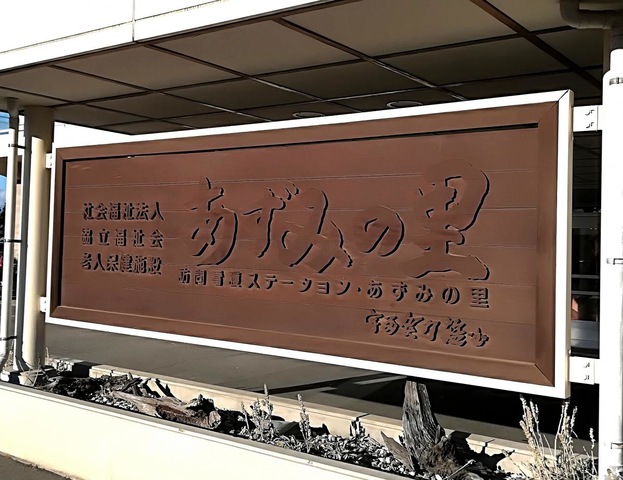 社会福祉法人
協立福祉会
老人保健施設
あずみの里
訪問看護ステーション・あずみの里